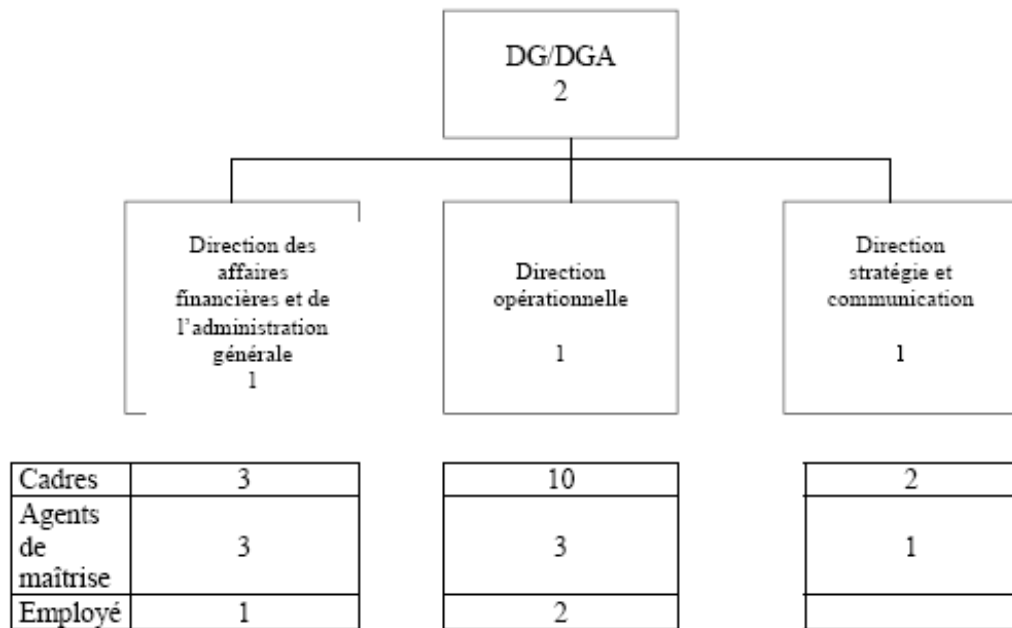 DG/DGA
2
Direction des
affaires
financières et de
l'administration
générale
1
Direction
opérationnelle
1
Direction
stratégie et
communication
1
Cadres 3 10 2
Agents
de
maîtrise
3 3 1
Employé 1 2